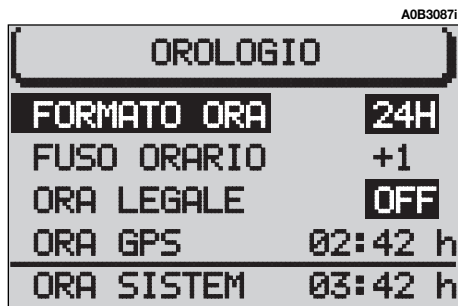 A0B3087i
OROLOGIO
FORMATO ORA 24H
FUSO ORARIO +1
ORA LEGALE OFF
ORA GPS 02:42 h
ORA SISTEM 03:42 h